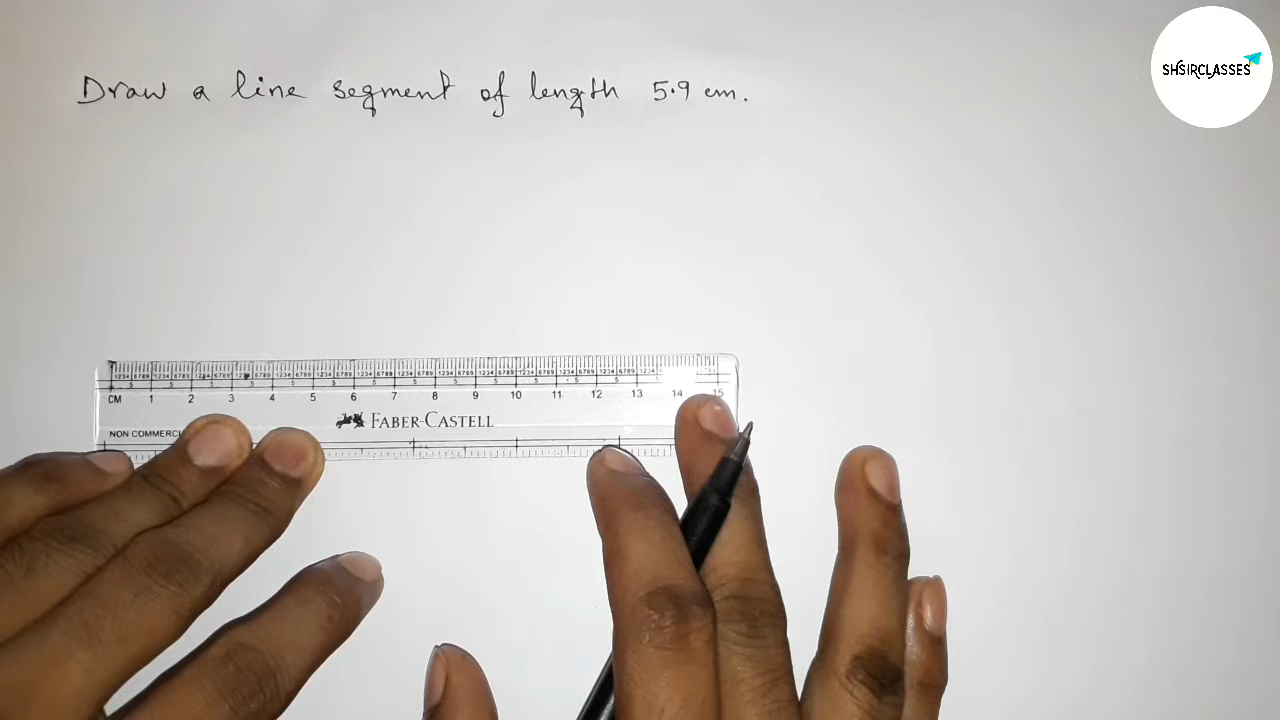 SHSIRCLASSES
Draw a line segment of length 5.9 cm.
CM 1 2 3 4 5 6 7 8 9 10 11 12 13 14 15
NON COMMERCI
FABER-CASTELL